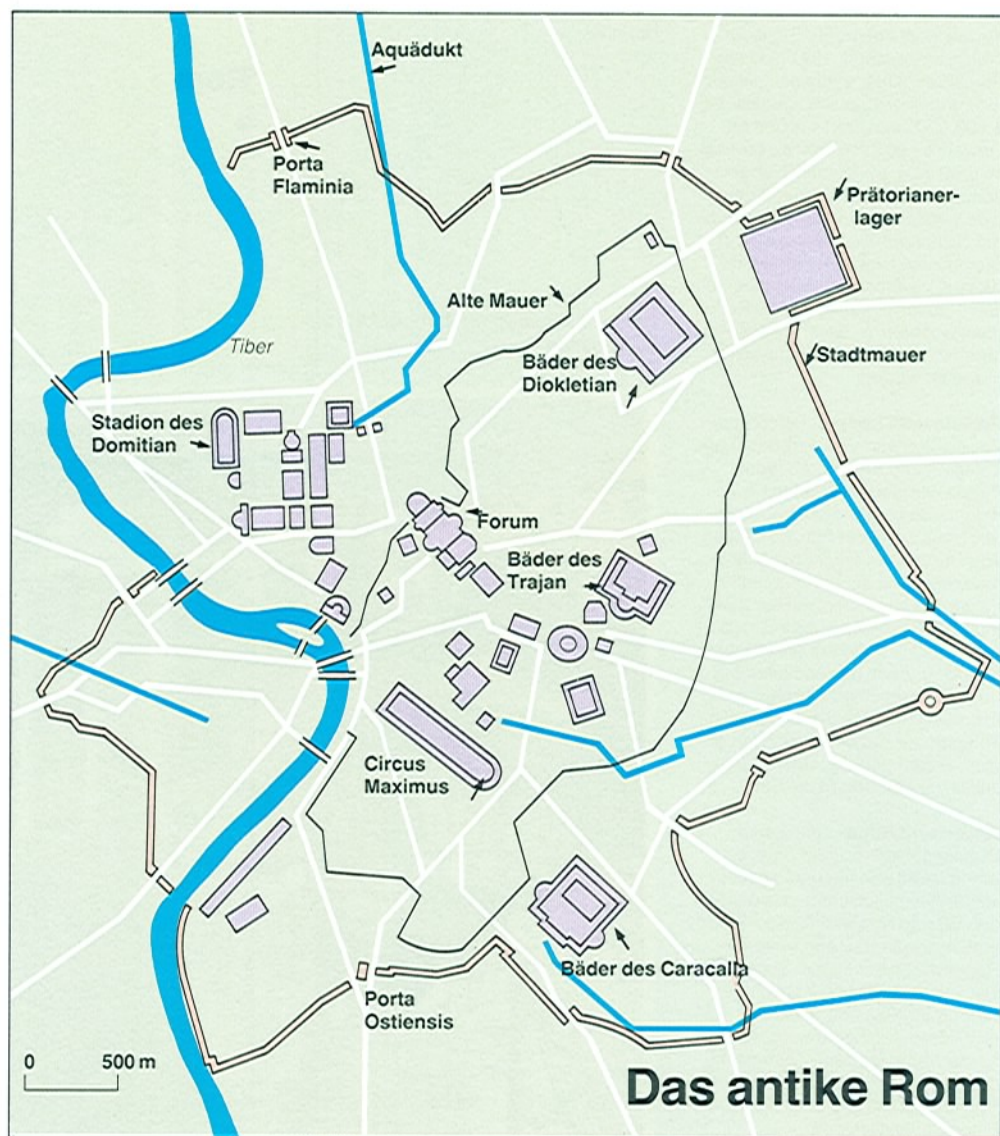 Aquädukt
Porta
Flaminia
Prätorianer-
lager
Alte Mauer
Tiber
Bäder des
Diokletian
Stadtmauer
Stadion des
Domitian
Forum
Bäder des
Trajan
Circus
Maximus
Bäder des Caracalla
Porta
Ostiensis
0 500 m
Das antike Rom